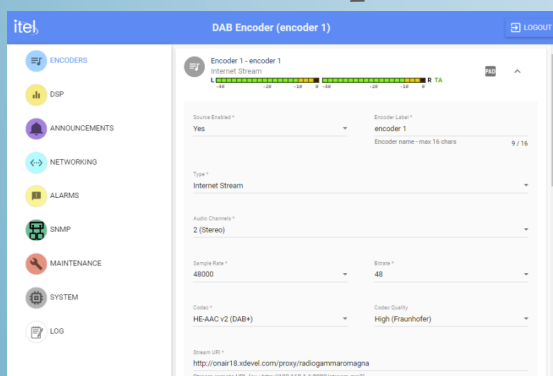 itel
DAB Encoder (encoder 1)
LOGOUT
ENCODERS
DSP
ANNOUNCEMENTS
NETWORKING
ALARMS
SNMP
MAINTENANCE
SYSTEM
LOG
Encoder 1 - encoder 1
Internet Stream
L R TA
-40 -20 -10 0 -40 -20 -10 0
PAD
Source Enabled *
Yes
Encoder Label *
encoder 1
Encoder name - max 16 chars 9 / 16
Type *
Internet Stream
Audio Channels *
2 (Stereo)
Sample Rate *
48000
Bitrate *
48
Codec *
HE-AAC v2 (DAB+)
Codec Quality
High (Fraunhofer)
Stream URI *
http://onair18.xdevel.com/proxy/radiogammaromagna